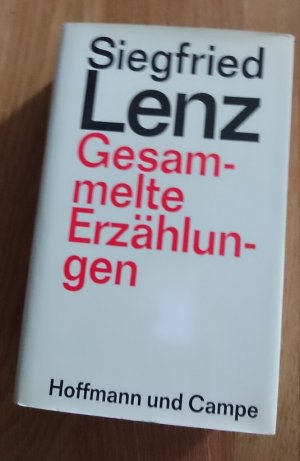 Siegfried
Lenz
Gesam-
melte
Erzählun-
gen
Hoffmann und Campe